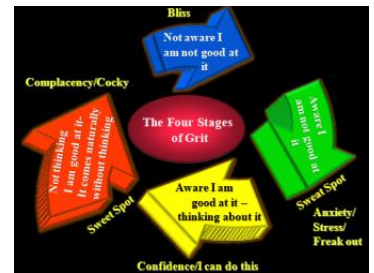 Bliss
Not aware I
am not good at
it
Complacency/Cocky
Not thinking
I am good at it-
It comes naturally
without thinking
Sweet Spot
The Four Stages
of Grit
Aware I
am not
good at
it
Sweat Spot
Anxiety/
Stress/
Freak out
Aware I am
good at it –
thinking about it
Confidence/I can do this